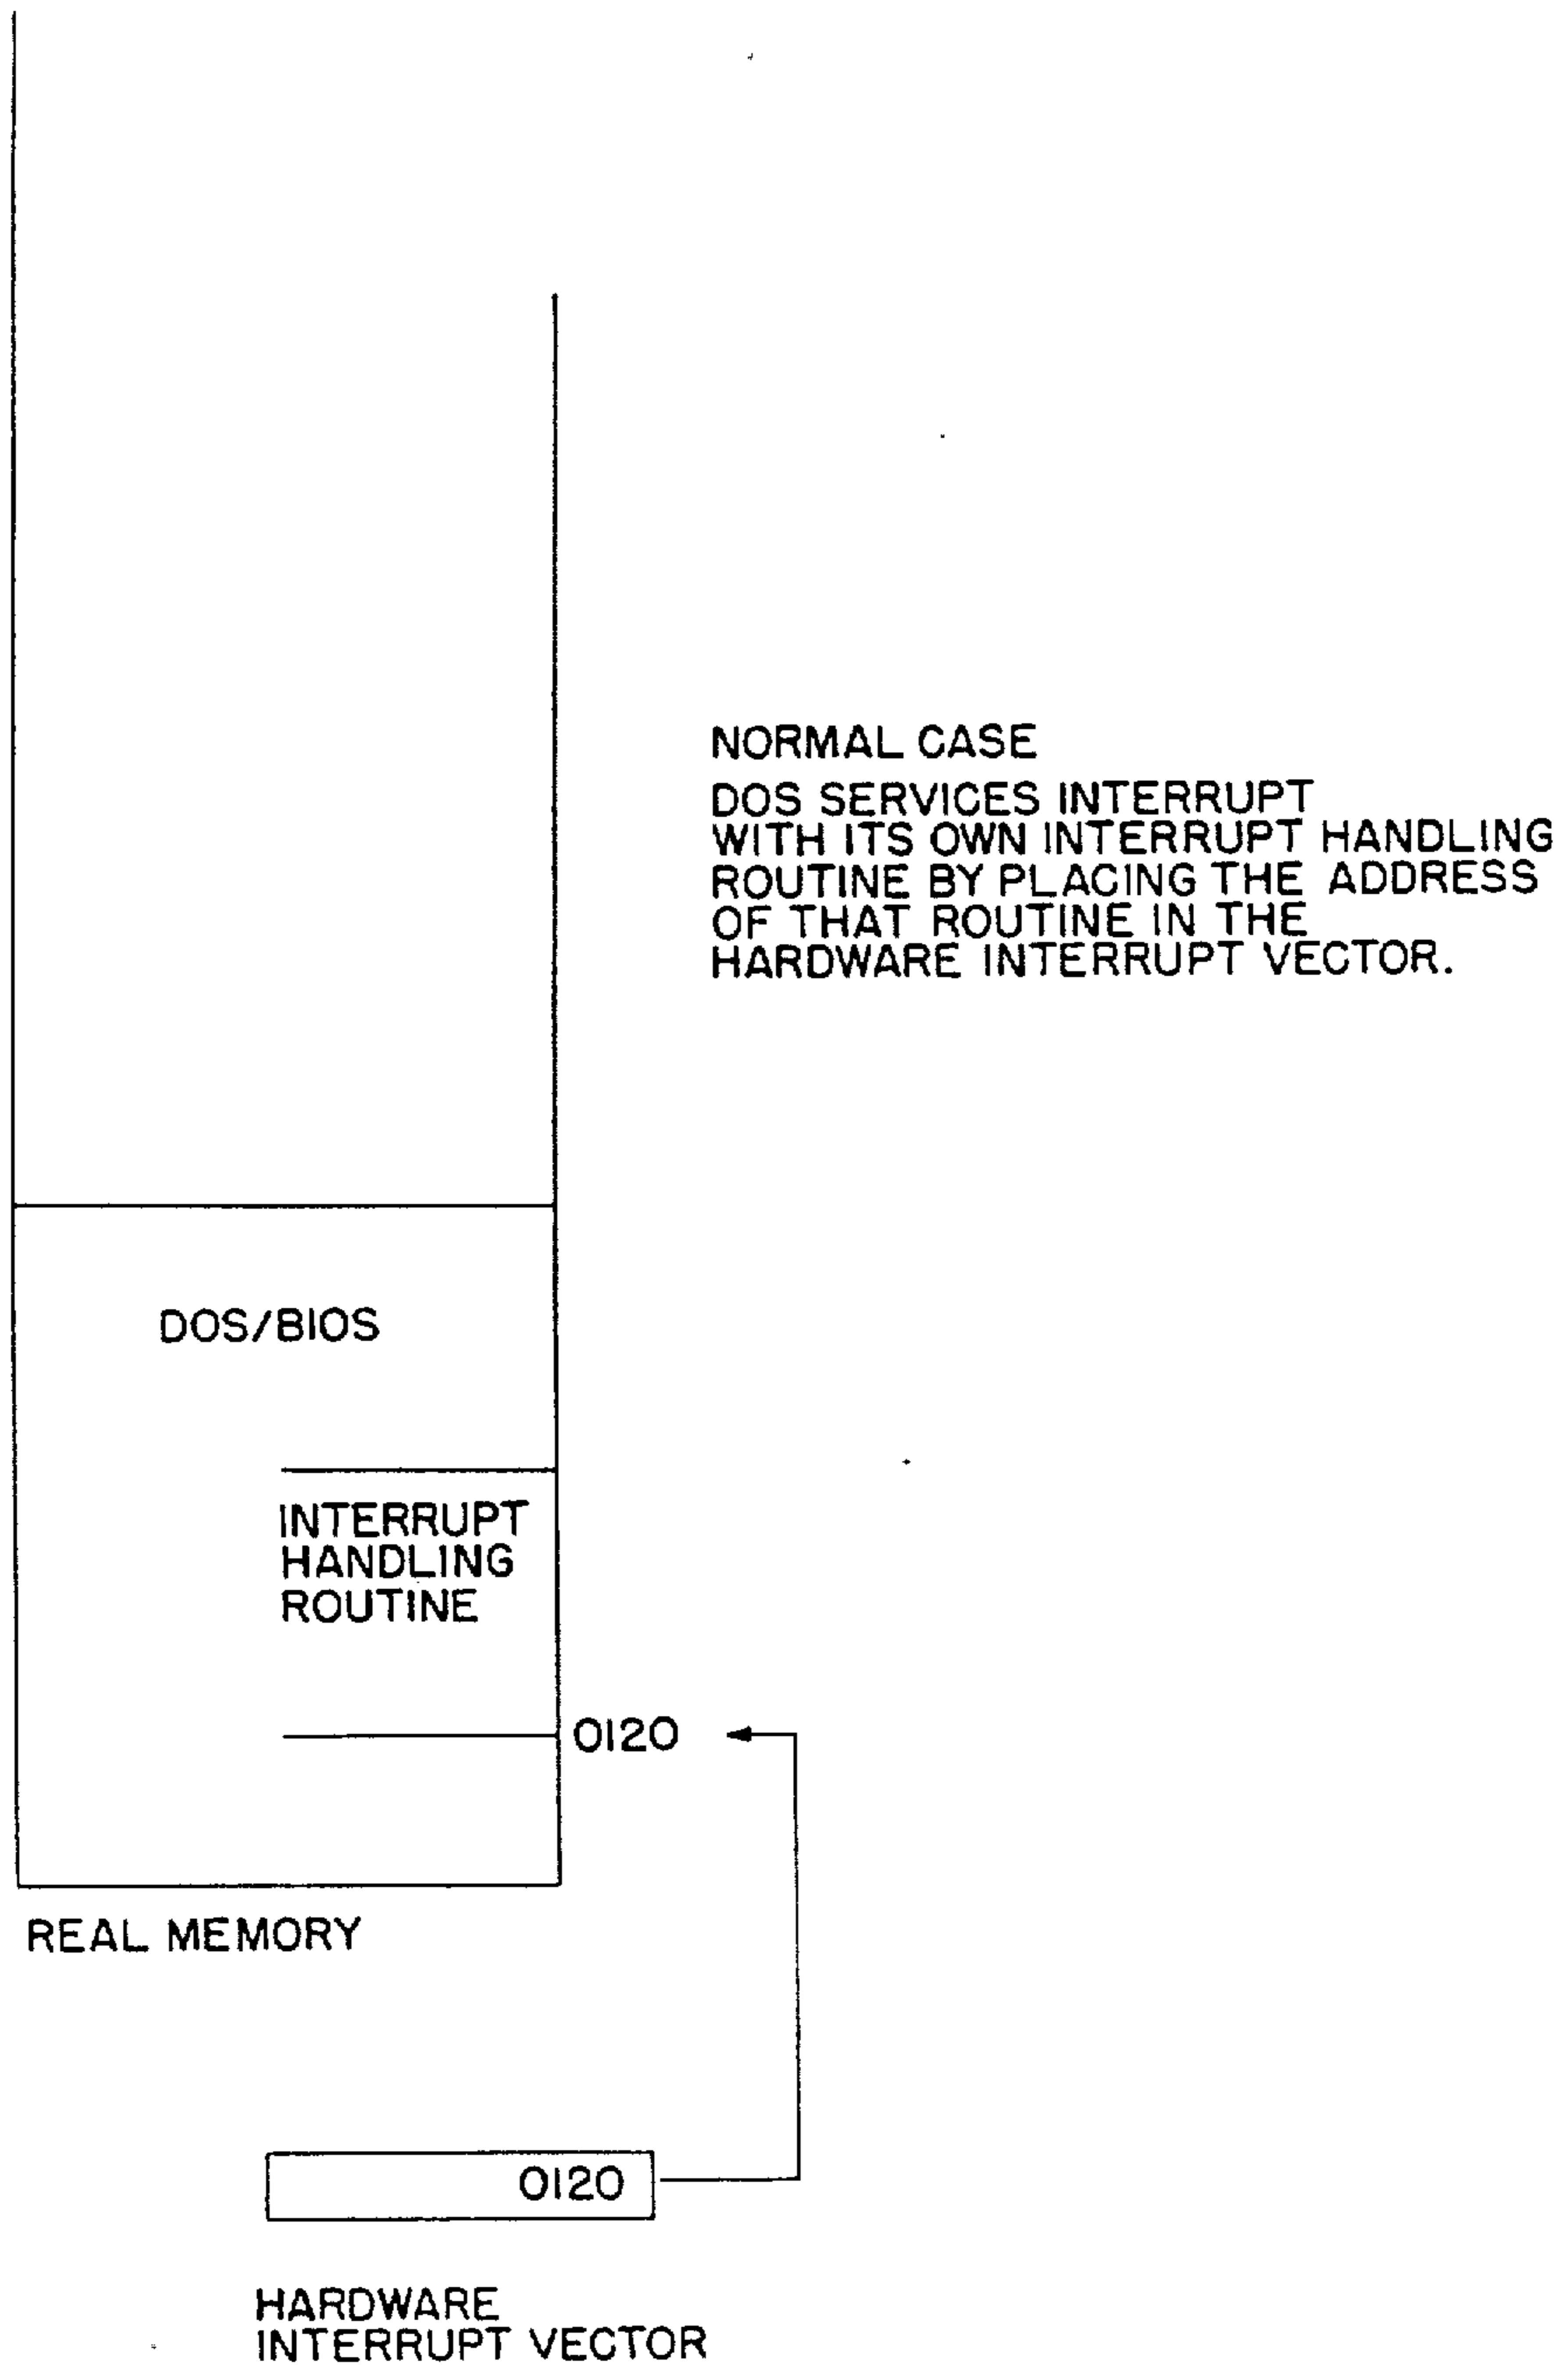 NORMAL CASE
DOS SERVICES INTERRUPT
WITH ITS OWN INTERRUPT HANDLING
ROUTINE BY PLACING THE ADDRESS
OF THAT ROUTINE IN THE
HARDWARE INTERRUPT VECTOR.
DOS/BIOS
INTERRUPT
HANDLING
ROUTINE
0120
REAL MEMORY
0120
HARDWARE
INTERRUPT VECTOR